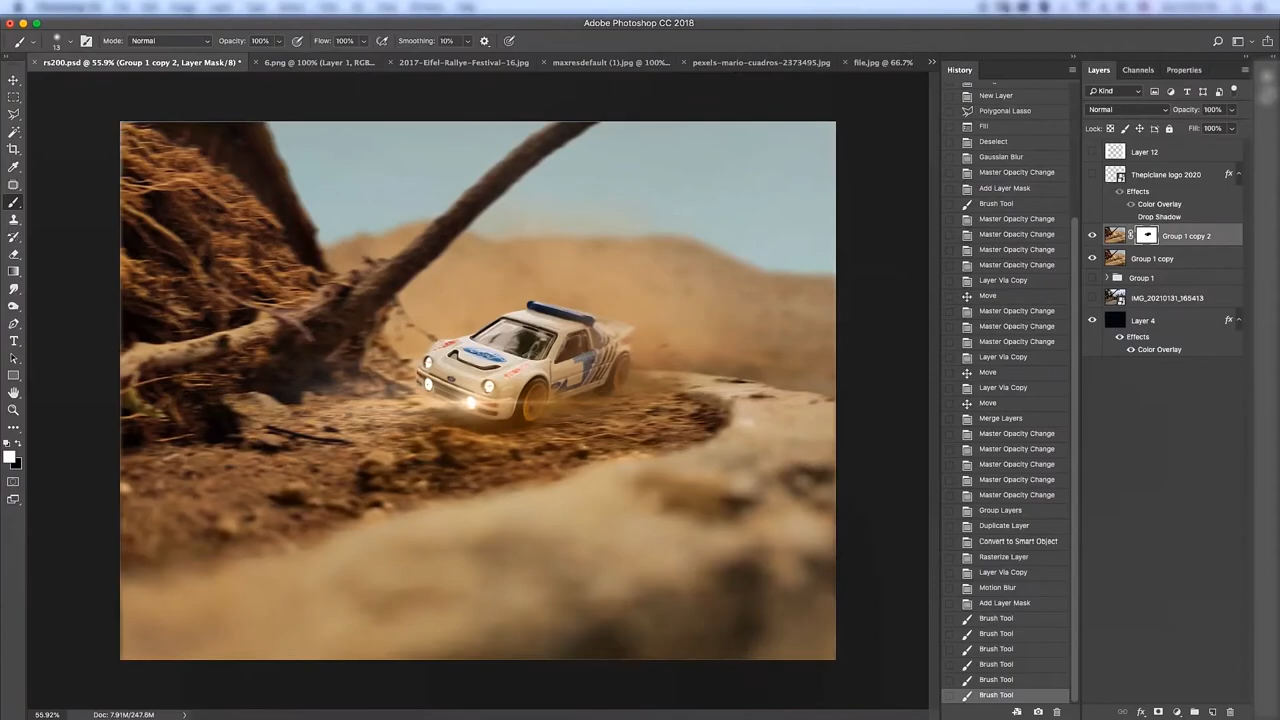 Adobe Photoshop CC 2018
13
Mode: Normal
Opacity: 100%
Flow: 100%
Smoothing: 10%
rs200.psd @ 55.9% (Group 1 copy 2, Layer Mask/8) *
6.png @ 100% (Layer 1, RGB...
2017-Eifel-Rallye-Festival-16.jpg
maxresdefault (1).jpg @ 100%...
pexels-mario-cuadros-2373495.jpg
file.jpg @ 66.7%
History
New Layer
Polygonal Lasso
Fill
Deselect
Gaussian Blur
Master Opacity Change
Add Layer Mask
Brush Tool
Master Opacity Change
Master Opacity Change
Master Opacity Change
Master Opacity Change
Layer Via Copy
Move
Master Opacity Change
Master Opacity Change
Master Opacity Change
Layer Via Copy
Move
Layer Via Copy
Move
Merge Layers
Master Opacity Change
Master Opacity Change
Master Opacity Change
Master Opacity Change
Master Opacity Change
Group Layers
Duplicate Layer
Convert to Smart Object
Rasterize Layer
Layer Via Copy
Motion Blur
Add Layer Mask
Brush Tool
Brush Tool
Brush Tool
Brush Tool
Brush Tool
Brush Tool
Layers
Channels
Properties
Kind
Normal
Opacity: 100%
Lock:
Fill: 100%
Layer 12
Thepiclane logo 2020
fx
Effects
Color Overlay
Drop Shadow
Group 1 copy 2
Group 1 copy
Group 1
IMG_20210131_165413
Layer 4
fx
Effects
Color Overlay
55.92%
Doc: 7.91M/247.6M